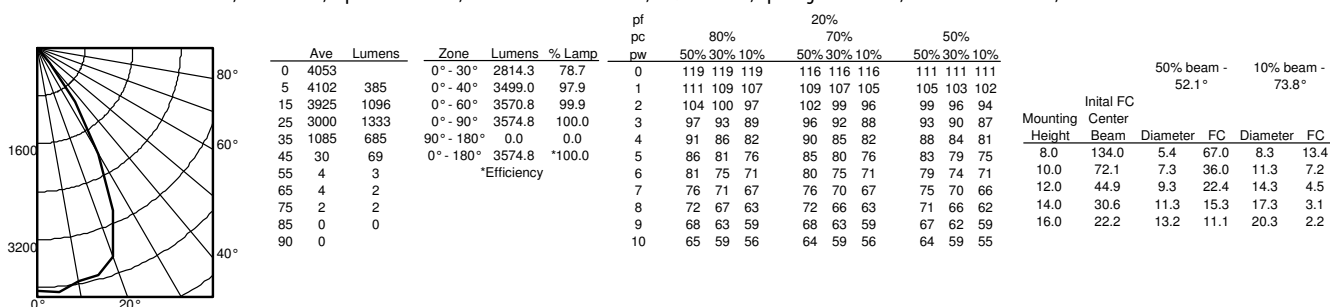 80°
60°
40°
1600
3200
0° 20°
Ave Lumens
0 4053
5 4102 385
15 3925 1096
25 3000 1333
35 1085 685
45 30 69
55 4 3
65 4 2
75 2 2
85 0 0
90 0
Zone Lumens % Lamp
0° - 30° 2814.3 78.7
0° - 40° 3499.0 97.9
0° - 60° 3570.8 99.9
0° - 90° 3574.8 100.0
90° - 180° 0.0 0.0
0° - 180° 3574.8 *100.0
*Efficiency
pf 20%
pc 80% 70% 50%
pw 50% 30% 10% 50% 30% 10% 50% 30% 10%
0 119 119 119 116 116 116 111 111 111
1 111 109 107 109 107 105 105 103 102
2 104 100 97 102 99 96 99 96 94
3 97 93 89 96 92 88 93 90 87
4 91 86 82 90 85 82 88 84 81
5 86 81 76 85 80 76 83 79 75
6 81 75 71 80 75 71 79 74 71
7 76 71 67 76 70 67 75 70 66
8 72 67 63 72 66 63 71 66 62
9 68 63 59 68 63 59 67 62 59
10 65 59 56 64 59 56 64 59 55
50% beam - 10% beam -
52.1° 73.8°
Inital FC
Mounting Center
Height Beam Diameter FC Diameter FC
8.0 134.0 5.4 67.0 8.3 13.4
10.0 72.1 7.3 36.0 11.3 7.2
12.0 44.9 9.3 22.4 14.3 4.5
14.0 30.6 11.3 15.3 17.3 3.1
16.0 22.2 13.2 11.1 20.3 2.2